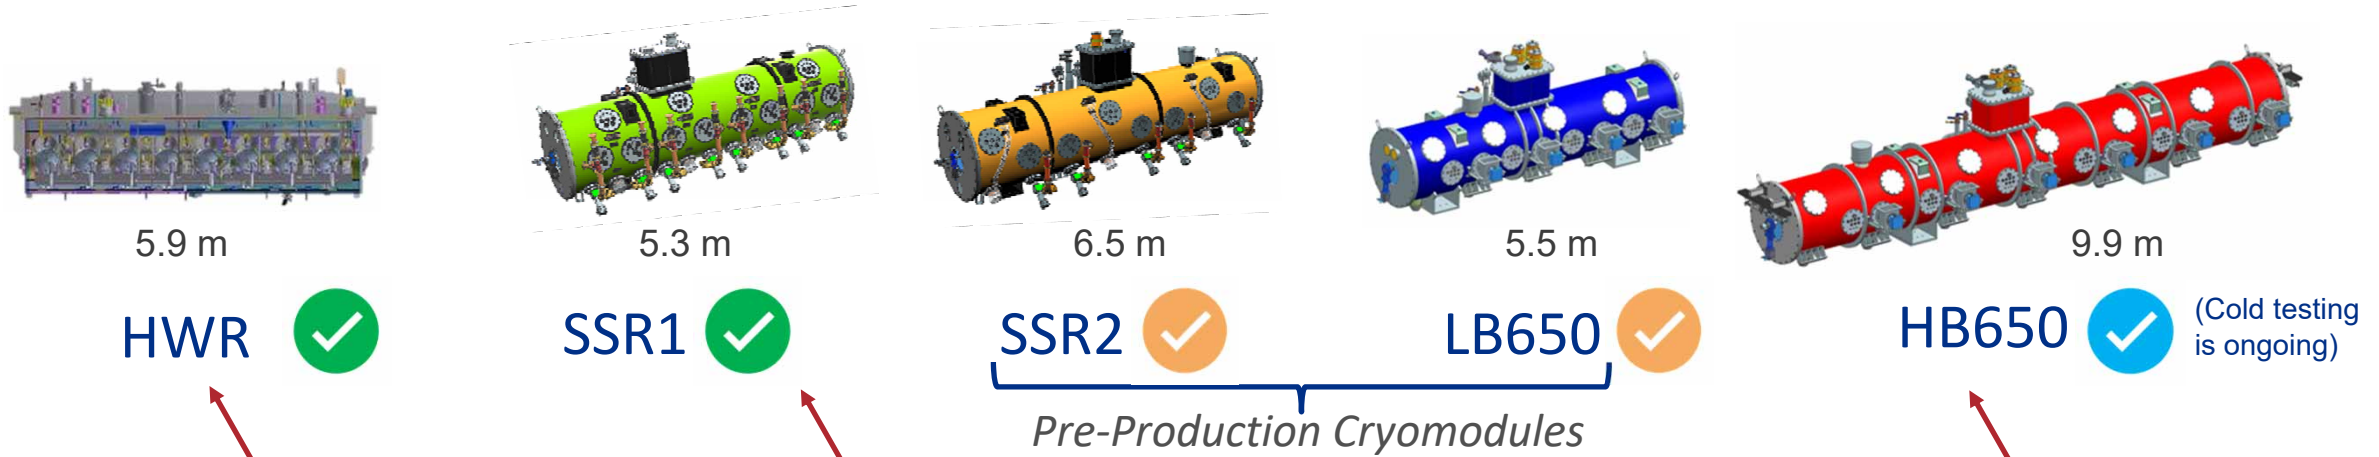 5.9 m
5.3 m
6.5 m
5.5 m
9.9 m
HWR
SSR1
SSR2
LB650
HB650
(Cold testing
is ongoing)
Pre-Production Cryomodules